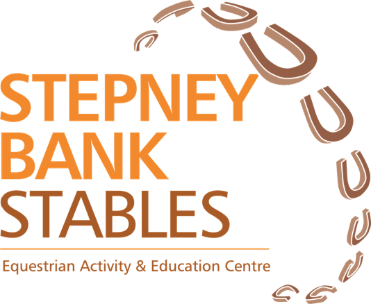 STEPNEY
BANK
STABLES
Equestrian Activity & Education Centre